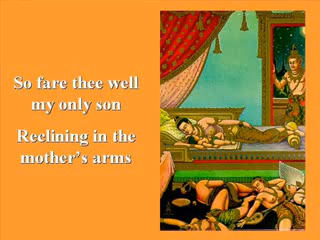 So fare thee well
my only son
Reclining in the
mother's arms